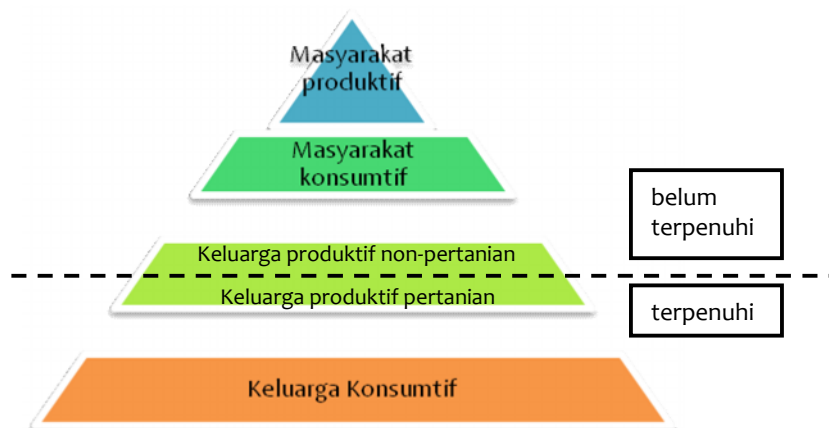 Masyarakat
produktif
Masyarakat
konsumtif
belum
terpenuhi
Keluarga produktif non-pertanian
Keluarga produktif pertanian
terpenuhi
Keluarga Konsumtif